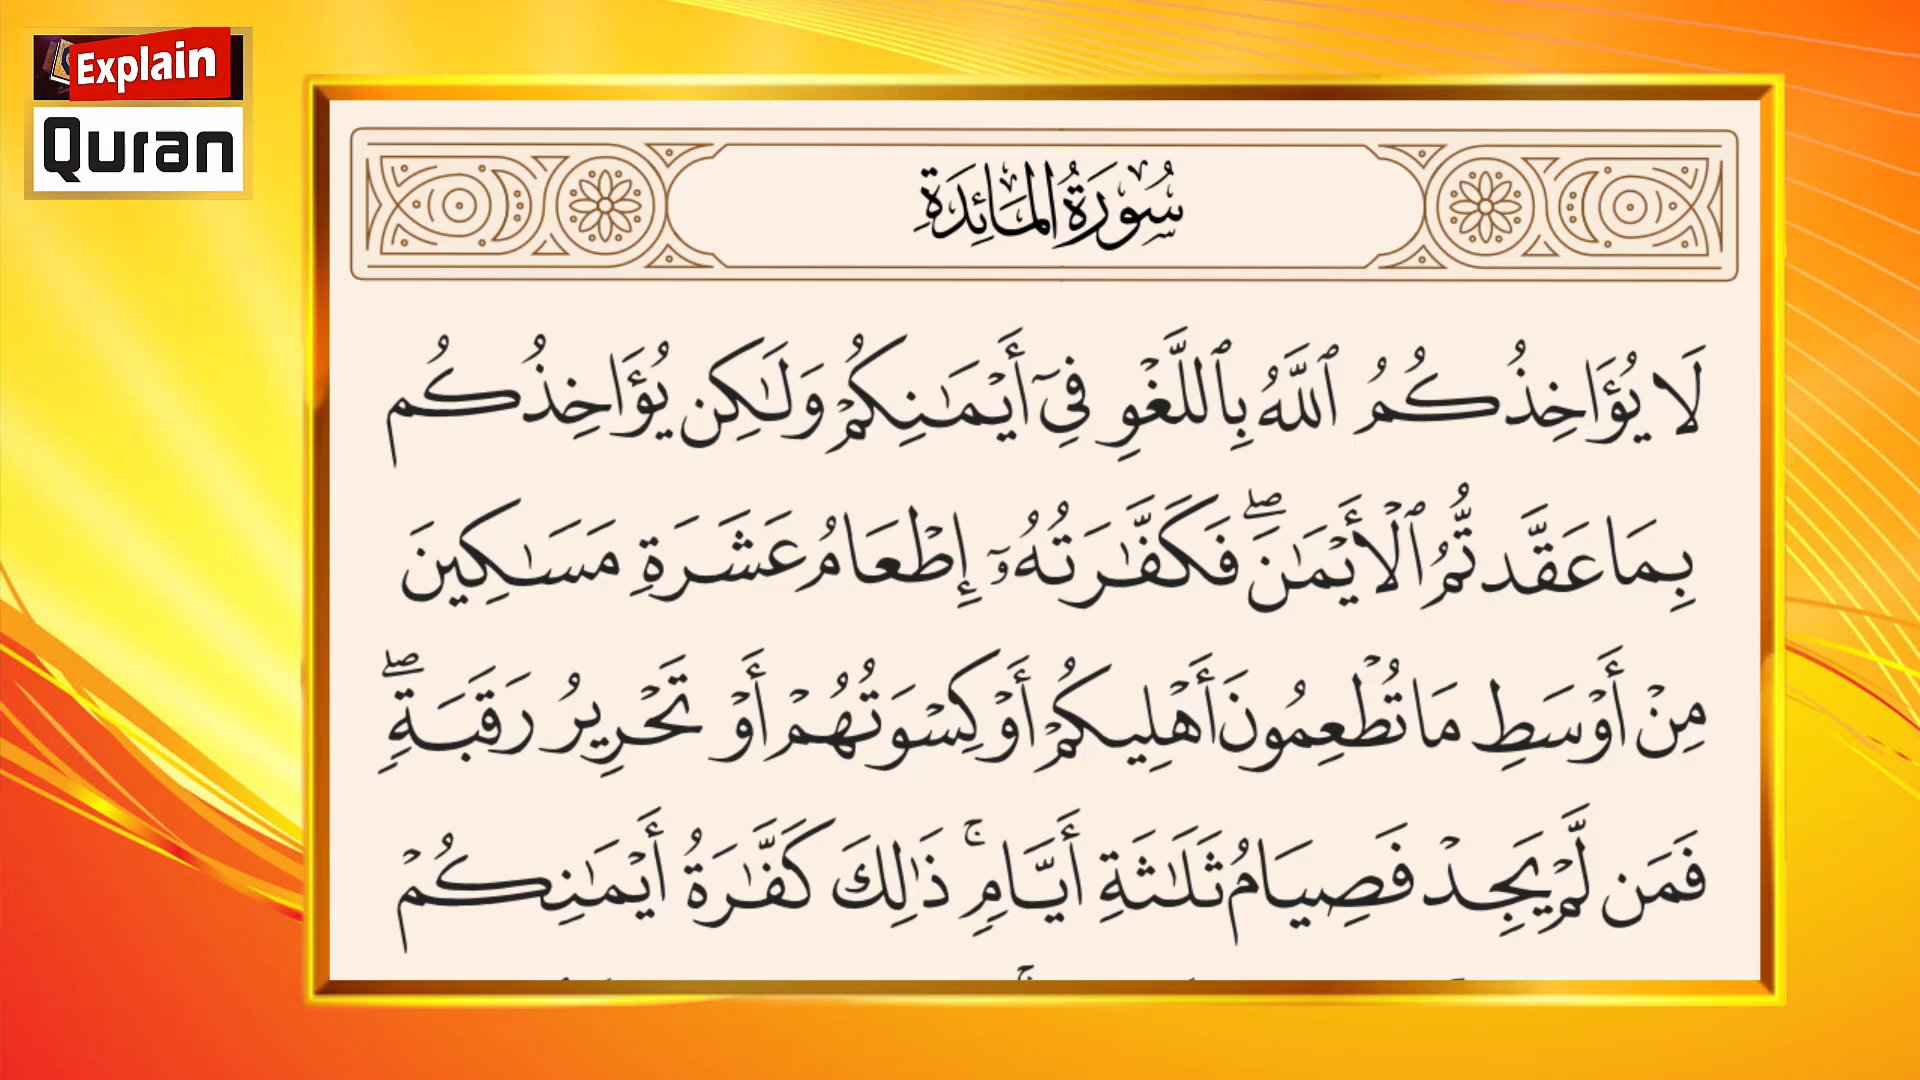 Explain
Quran
سُورَةُ المَائِدَةِ
لَا يُؤَاخِذُكُمُ ٱللَّهُ بِٱللَّغْوِ فِىٓ أَيْمَـٰنِكُمْ وَلَـٰكِن يُؤَاخِذُكُم
بِمَا عَقَّدتُّمُ ٱلْأَيْمَـٰنَ ۖ فَكَفَّـٰرَتُهُۥٓ إِطْعَامُ عَشَرَةِ مَسَـٰكِينَ
مِنْ أَوْسَطِ مَا تُطْعِمُونَ أَهْلِيكُمْ أَوْ كِسْوَتُهُمْ أَوْ تَحْرِيرُ رَقَبَةٍ ۖ
فَمَن لَّمْ يَجِدْ فَصِيَامُ ثَلَـٰثَةِ أَيَّامٍ ۚ ذَٰلِكَ كَفَّـٰرَةُ أَيْمَـٰنِكُمْ